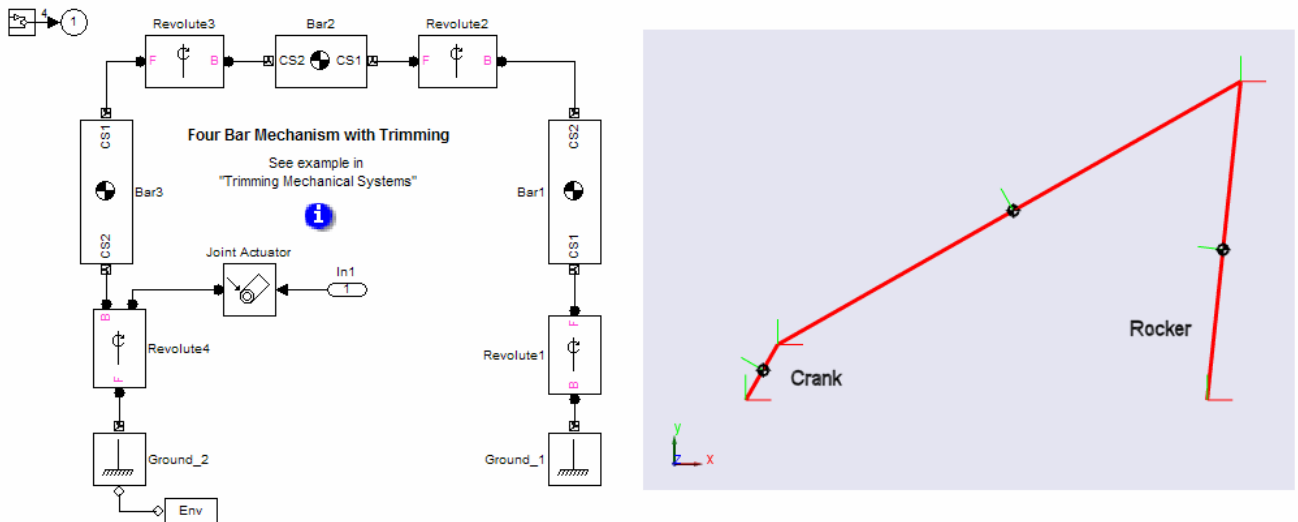 4
1
Revolute3
Bar2
Revolute2
F
B
CS2
CS1
F
B
CS1
CS2
Four Bar Mechanism with Trimming
See example in
"Trimming Mechanical Systems"
i
Bar3
Bar1
CS2
CS1
Joint Actuator
In1
1
B
F
Revolute4
Revolute1
F
B
Ground_2
Ground_1
Env
Crank
Rocker
y
z
x